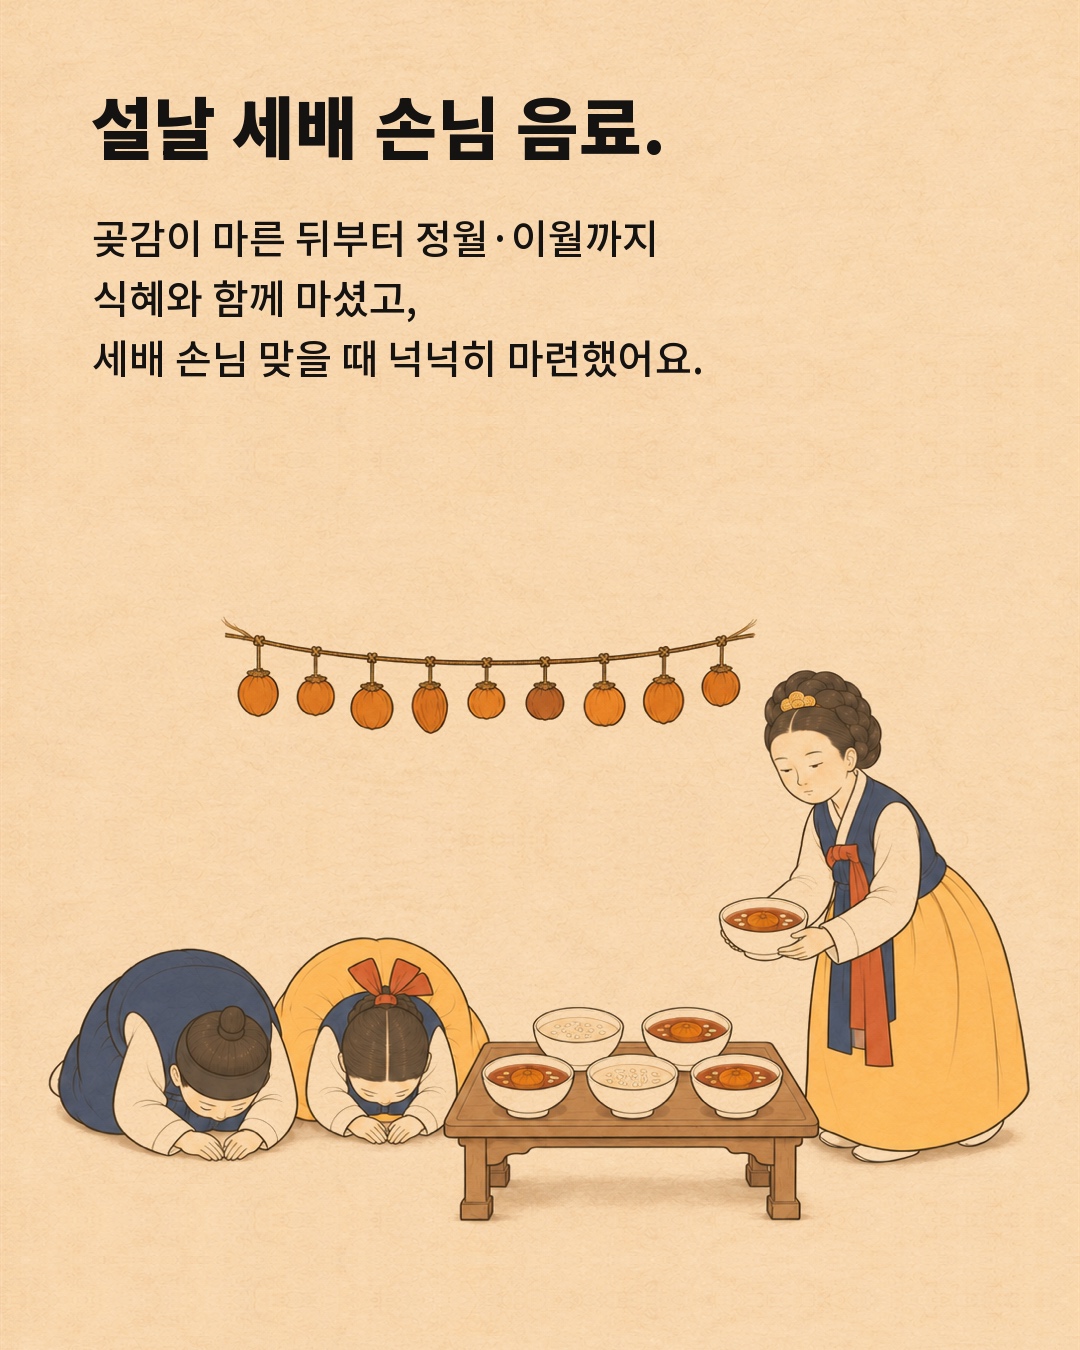 설날 세배 손님 음료.
곶감이 마른 뒤부터 정월·이월까지
식혜와 함께 마셨고,
세배 손님 맞을 때 넉넉히 마련했어요.